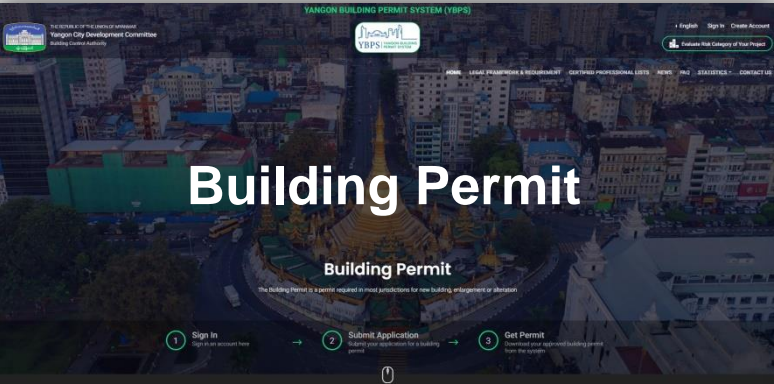 YANGON BUILDING PERMIT SYSTEM (YBPS)
THE REPUBLIC OF THE UNION OF MYANMAR
Yangon City Development Committee
Building Control Authority
YBPS YANGON BUILDING PERMIT SYSTEM
English Sign In Create Account
Evaluate Risk Category of Your Project
HOME LEGAL FRAMEWORK & REQUIREMENT CERTIFIED PROFESSIONAL LISTS NEWS FAQ STATISTICS CONTACT US
Building Permit
Building Permit
The Building Permit is a permit required in most jurisdictions for new building, enlargement or alteration
1 Sign In
Sign in an account here
2 Submit Application
Submit your application for a building
permit
3 Get Permit
Download your approved building permit
from the system